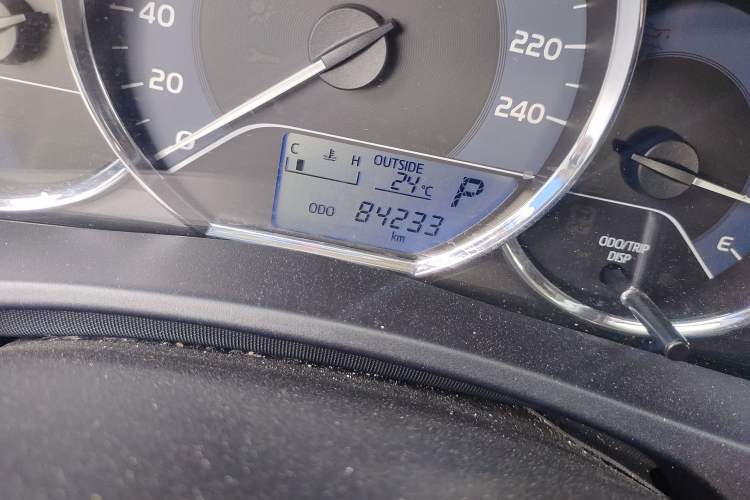 40
20
0
220
240
C H OUTSIDE
24 °C P
ODO 84233
km
ODO/TRIP
DISP
E